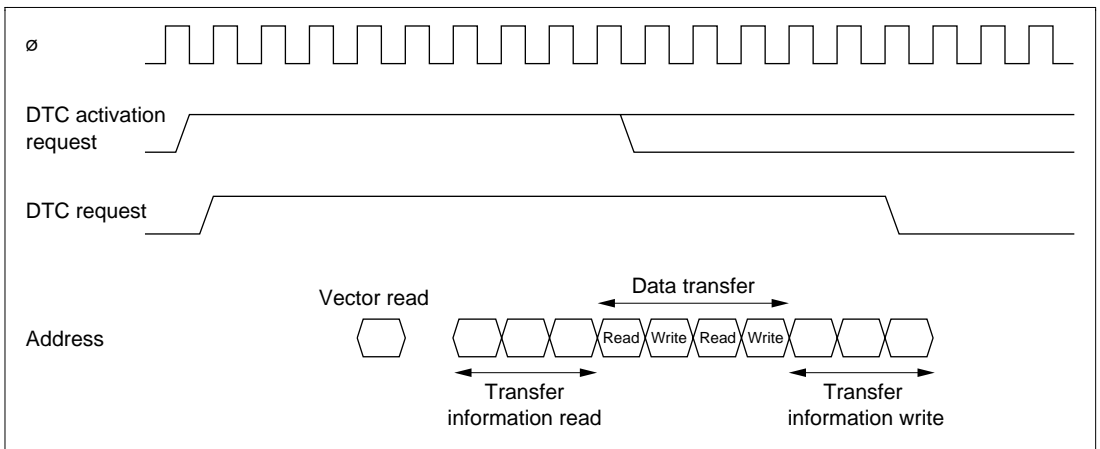 ø
DTC activation
request
DTC request
Data transfer
Vector read
Address
Read Write Read Write
Transfer
information read
Transfer
information write